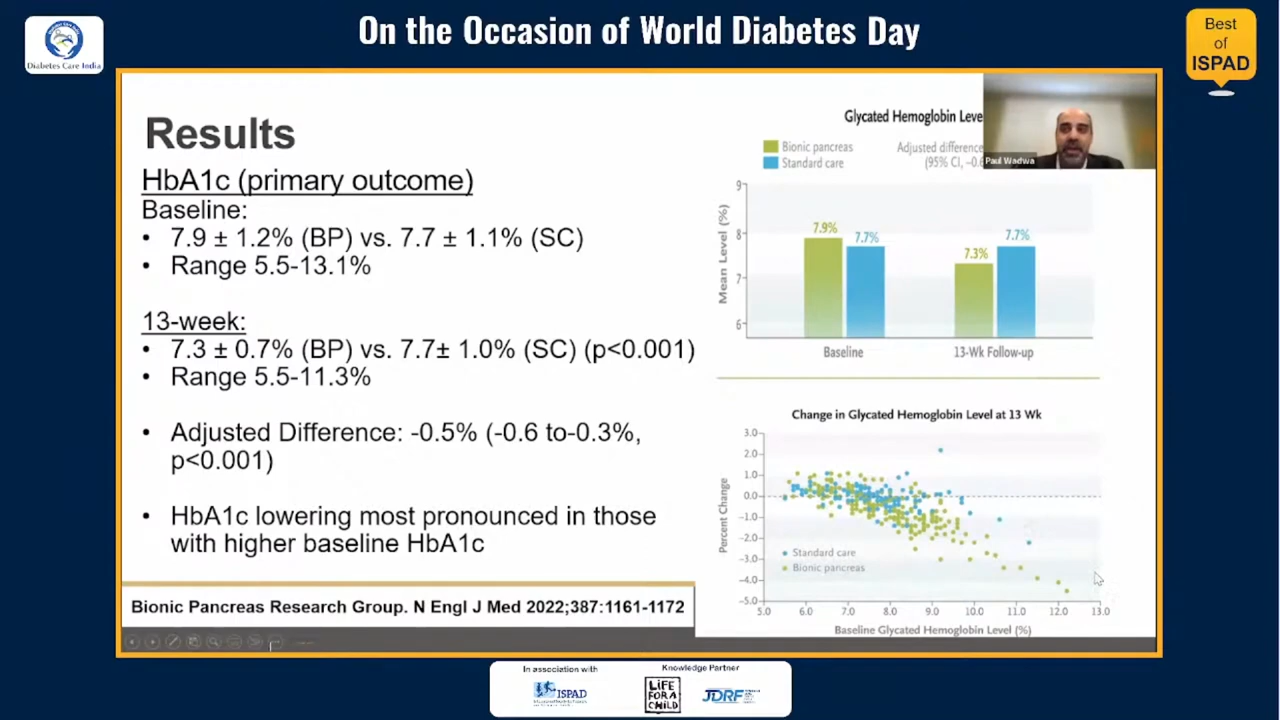 On the Occasion of World Diabetes Day
Diabetes Care India
Best
of
ISPAD
Results
HbA1c (primary outcome)
Baseline:
• 7.9 ± 1.2% (BP) vs. 7.7 ± 1.1% (SC)
• Range 5.5-13.1%
13-week:
• 7.3 ± 0.7% (BP) vs. 7.7± 1.0% (SC) (p<0.001)
• Range 5.5-11.3%
• Adjusted Difference: -0.5% (-0.6 to-0.3%,
p<0.001)
• HbA1c lowering most pronounced in those
with higher baseline HbA1c
Bionic Pancreas Research Group. N Engl J Med 2022;387:1161-1172
Glycated Hemoglobin Leve
Bionic pancreas
Standard care
Adjusted difference
(95% CI, –0.6
Paul Wadwa
Mean Level (%)
9
8
7
6
7.9%
7.7%
7.3%
7.7%
Baseline
13-Wk Follow-up
Change in Glycated Hemoglobin Level at 13 Wk
Percent Change
3.0
2.0
1.0
0.0
–1.0
–2.0
–3.0
–4.0
–5.0
Standard care
Bionic pancreas
5.0 6.0 7.0 8.0 9.0 10.0 11.0 12.0 13.0
Baseline Glycated Hemoglobin Level (%)
In association with
ISPAD
Knowledge Partner
LIFE
FOR A
CHILD
JDRF